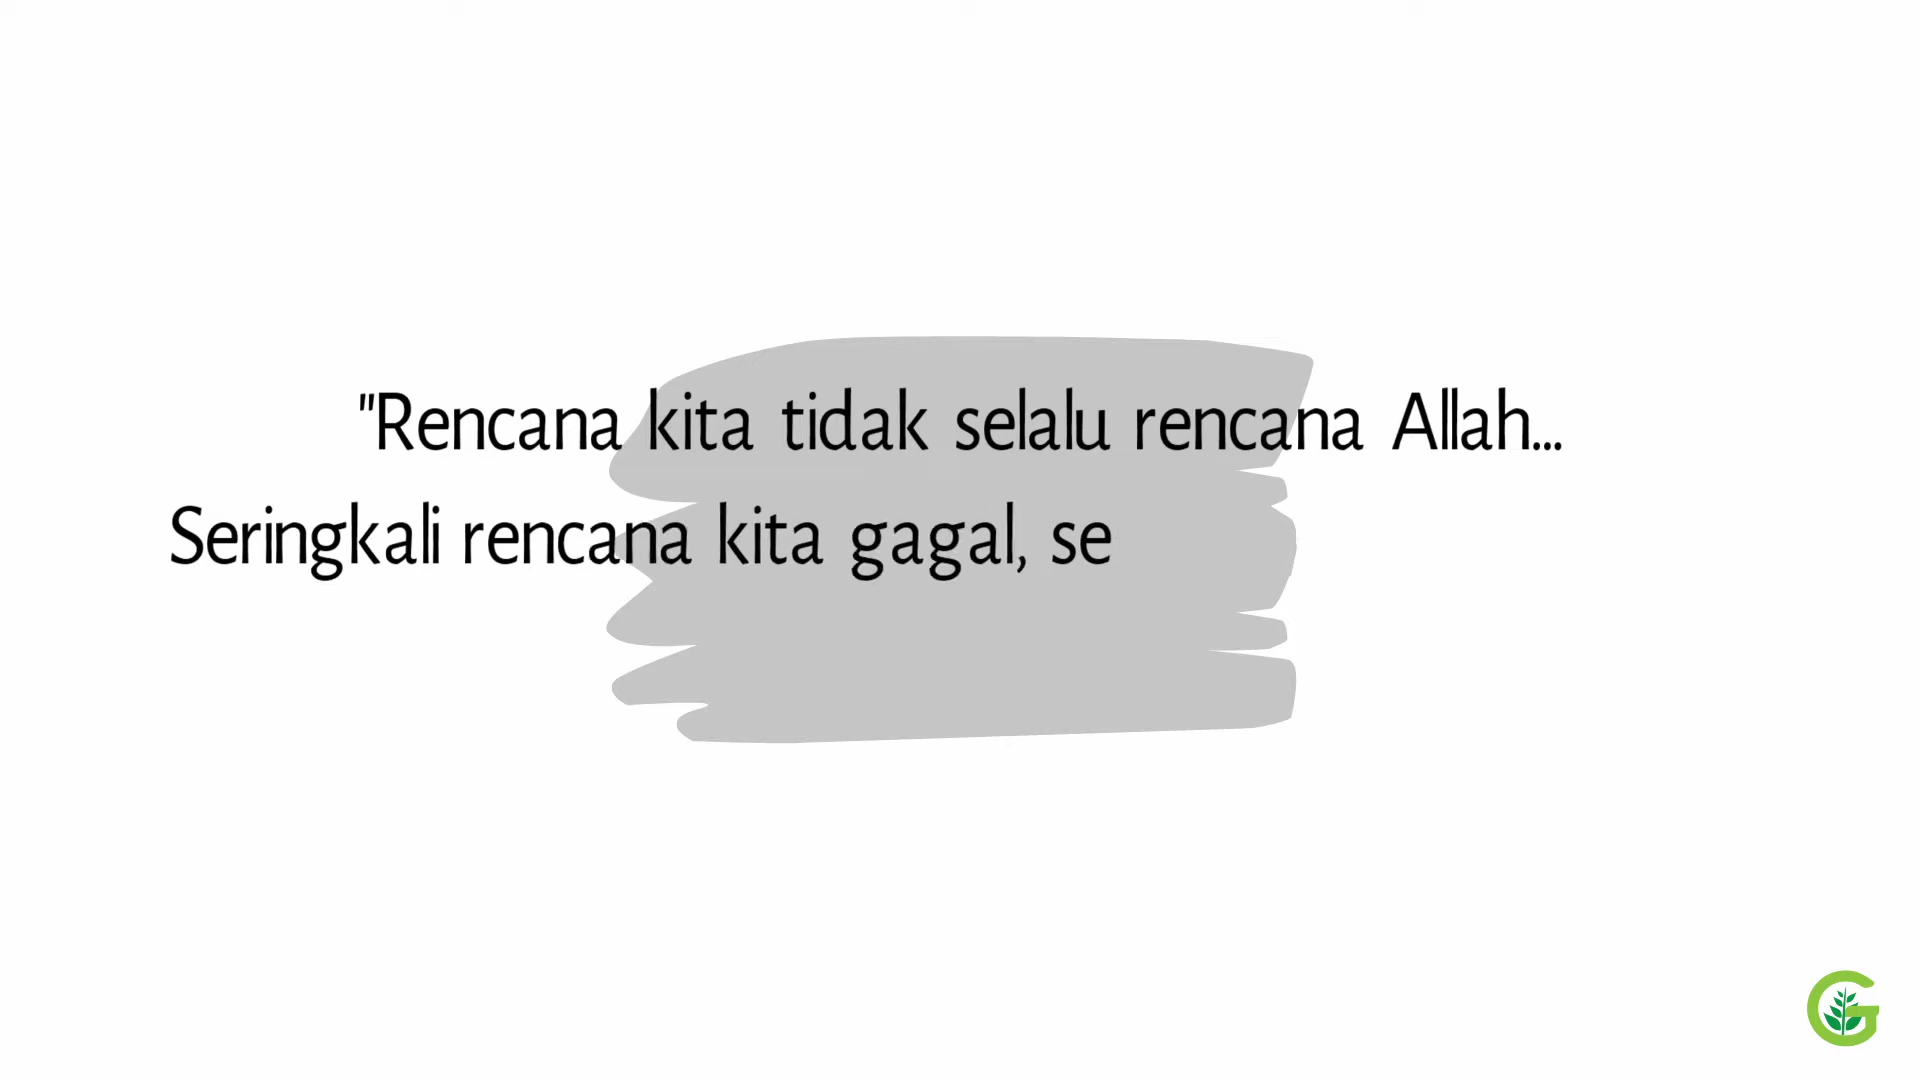 "Rencana kita tidak selalu rencana Allah...
Seringkali rencana kita gagal, se